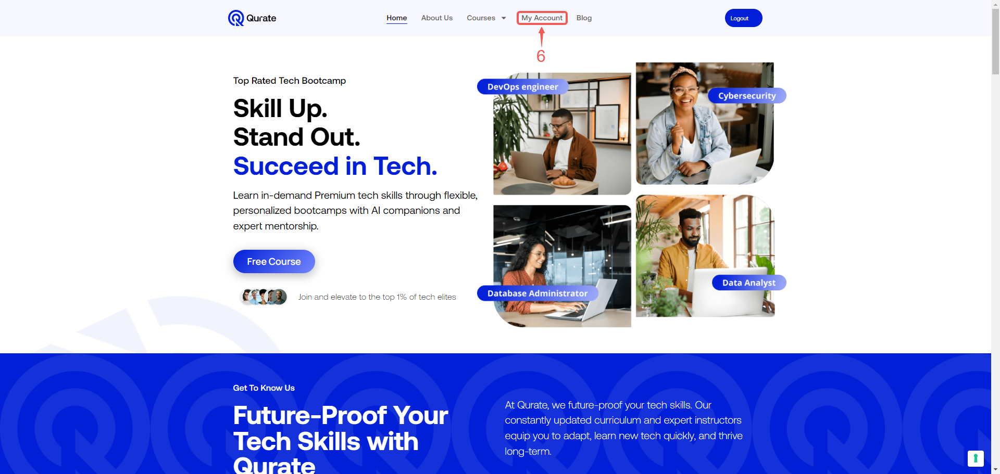 Qurate
Home
About Us
Courses
My Account
Blog
Logout
6
Top Rated Tech Bootcamp
Skill Up.
Stand Out.
Succeed in Tech.
Learn in-demand Premium tech skills through flexible,
personalized bootcamps with AI companions and
expert mentorship.
Free Course
Join and elevate to the top 1% of tech elites
DevOps engineer
Cybersecurity
Database Administrator
Data Analyst
Get To Know Us
Future-Proof Your
Tech Skills with
Qurate
At Qurate, we future-proof your tech skills. Our
constantly updated curriculum and expert instructors
equip you to adapt, learn new tech quickly, and thrive
long-term.